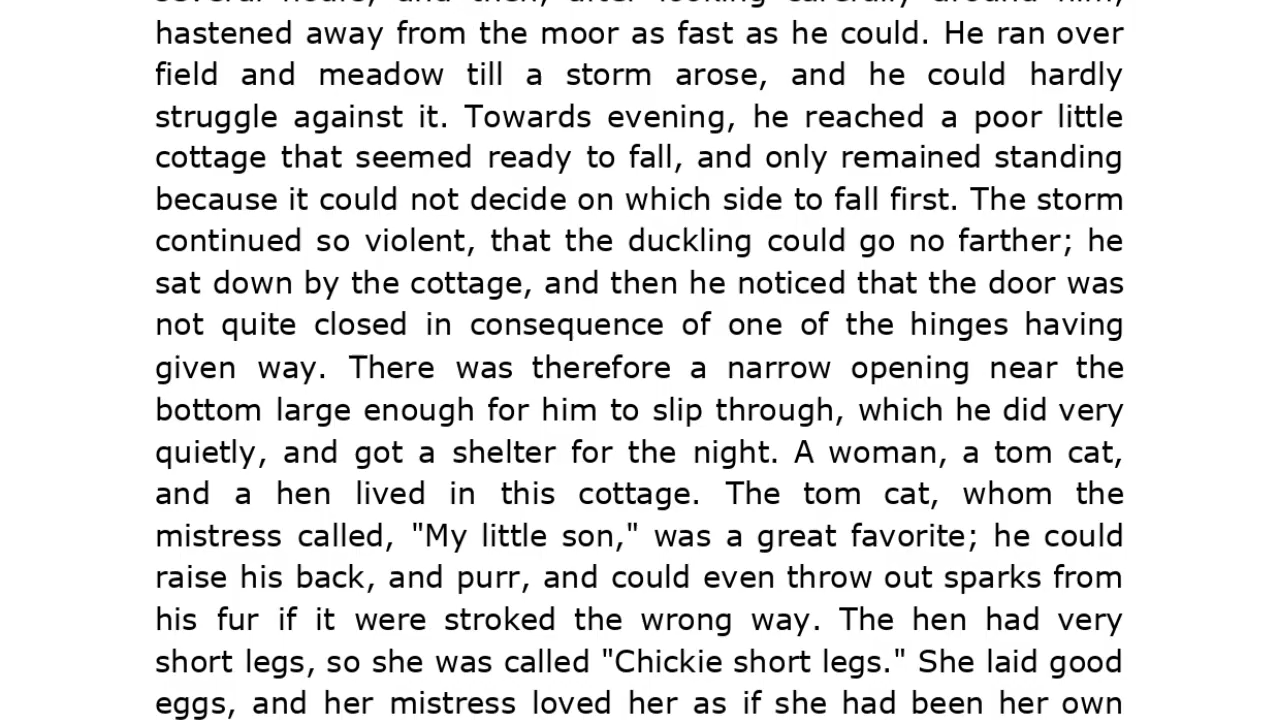 several hours, and then, after looking carefully around him,
hastened away from the moor as fast as he could. He ran over
field and meadow till a storm arose, and he could hardly
struggle against it. Towards evening, he reached a poor little
cottage that seemed ready to fall, and only remained standing
because it could not decide on which side to fall first. The storm
continued so violent, that the duckling could go no farther; he
sat down by the cottage, and then he noticed that the door was
not quite closed in consequence of one of the hinges having
given way. There was therefore a narrow opening near the
bottom large enough for him to slip through, which he did very
quietly, and got a shelter for the night. A woman, a tom cat,
and a hen lived in this cottage. The tom cat, whom the
mistress called, "My little son," was a great favorite; he could
raise his back, and purr, and could even throw out sparks from
his fur if it were stroked the wrong way. The hen had very
short legs, so she was called "Chickie short legs." She laid good
eggs, and her mistress loved her as if she had been her own